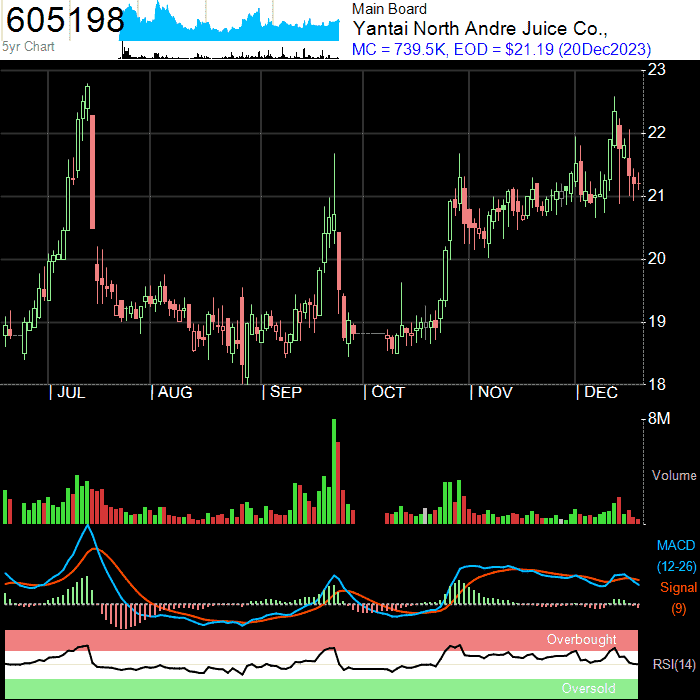 605198
5yr Chart
Main Board
Yantai North Andre Juice Co.,
MC = 739.5K, EOD = $21.19 (20Dec2023)
23
22
21
20
19
18
| JUL | AUG | SEP | OCT | NOV | DEC
8M
Volume
MACD
(12-26)
Signal
(9)
Overbought
RSI(14)
Oversold